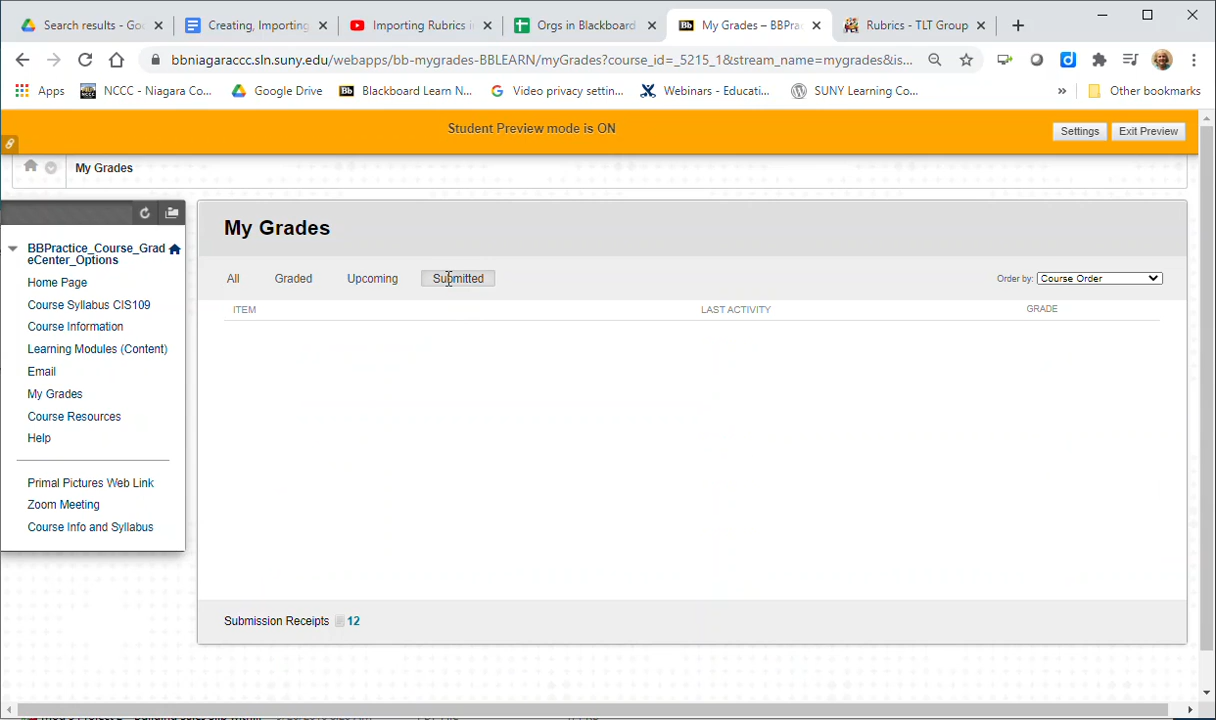 Search results - Goo
Creating, Importing
Importing Rubrics in
Orgs in Blackboard
My Grades – BBPrac
Rubrics - TLT Group
bbniagaraccc.sln.suny.edu/webapps/bb-mygrades-BBLEARN/myGrades?course_id=_5215_1&stream_name=mygrades&is...
Apps
NCCC - Niagara Co...
Google Drive
Blackboard Learn N...
Video privacy settin...
Webinars - Educati...
SUNY Learning Co...
»
Other bookmarks
Student Preview mode is ON
Settings
Exit Preview
My Grades
BBPractice_Course_Grad
eCenter_Options
Home Page
Course Syllabus CIS109
Course Information
Learning Modules (Content)
Email
My Grades
Course Resources
Help
Primal Pictures Web Link
Zoom Meeting
Course Info and Syllabus
My Grades
All
Graded
Upcoming
Submitted
Order by:
Course Order
ITEM
LAST ACTIVITY
GRADE
Submission Receipts 12